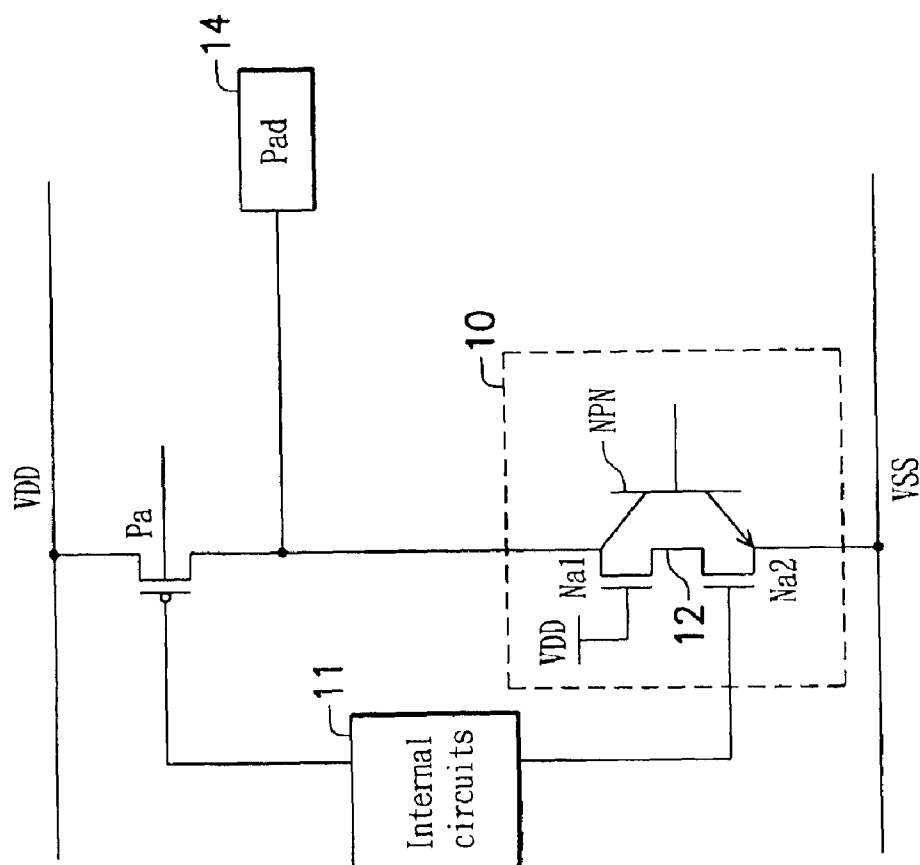 VDD
Pa
14
Pad
11
Internal
circuits
10
VDD
Na1
NPN
12
Na2
VSS